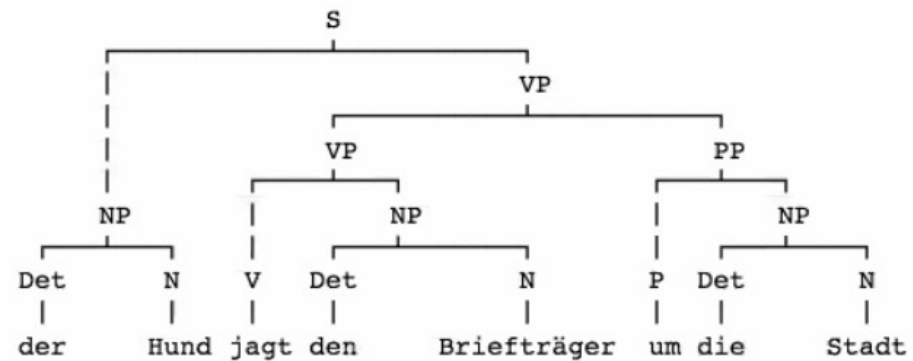 S
VP
VP PP
NP NP NP
Det N V Det N P Det N
der Hund jagt den Briefträger um die Stadt